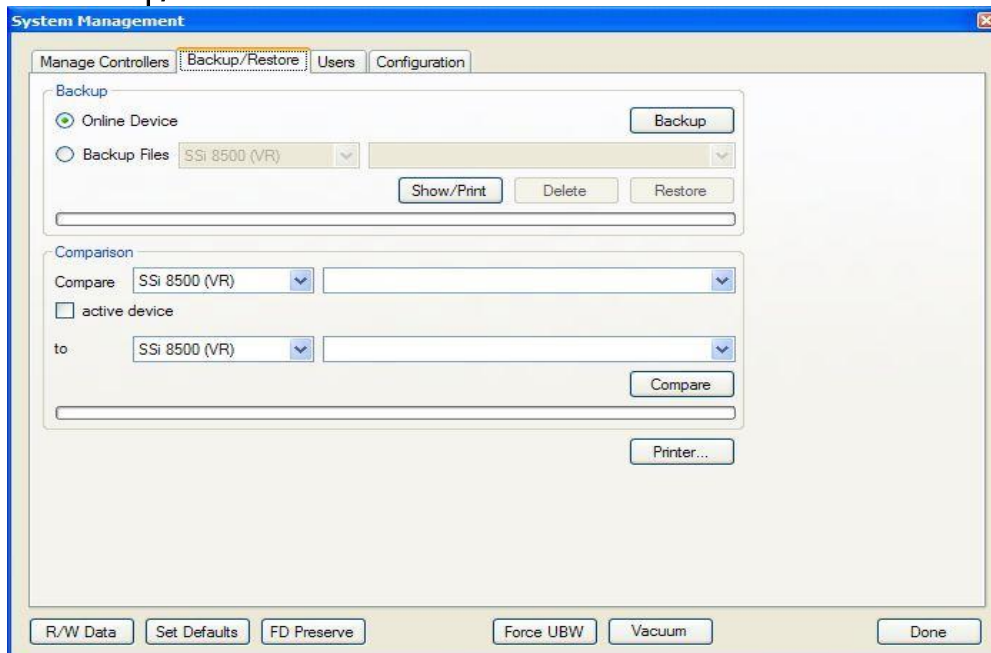 System Management
Manage Controllers Backup/Restore Users Configuration
Backup
Online Device Backup
Backup Files SSi 8500 (VR)
Show/Print Delete Restore
Comparison
Compare SSi 8500 (VR)
active device
to SSi 8500 (VR)
Compare
Printer...
R/W Data Set Defaults FD Preserve Force UBW Vacuum Done